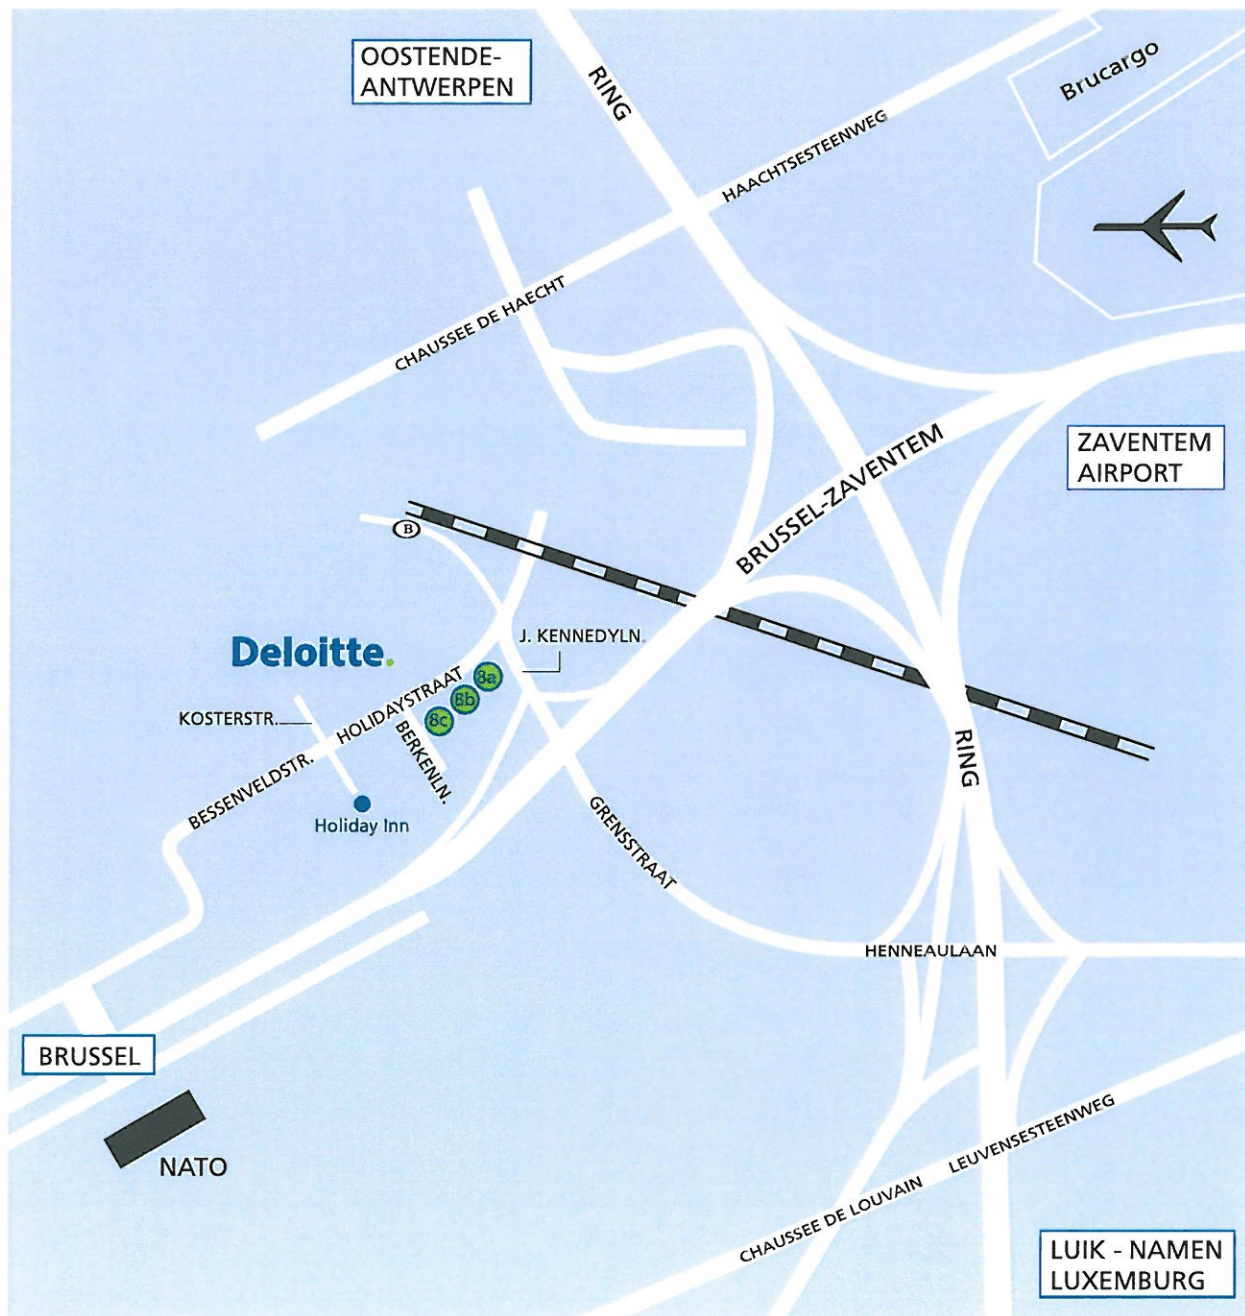 OOSTENDE-
ANTWERPEN
RING
Brucargo
HAACHTSESTEENWEG
CHAUSSEE DE HAECHT
ZAVENTEM
AIRPORT
BRUSSEL-ZAVENTEM
B
J. KENNEDYLN.
Deloitte.
8a
8b
8c
HOLIDAYSTRAAT
KOSTERSTR.
BERKENLN.
BESSENVELDSTR.
Holiday Inn
RING
GRENSSTRAAT
HENNEAULAAN
BRUSSEL
NATO
LEUVENSESTEENWEG
CHAUSSEE DE LOUVAIN
LUIK - NAMEN
LUXEMBURG